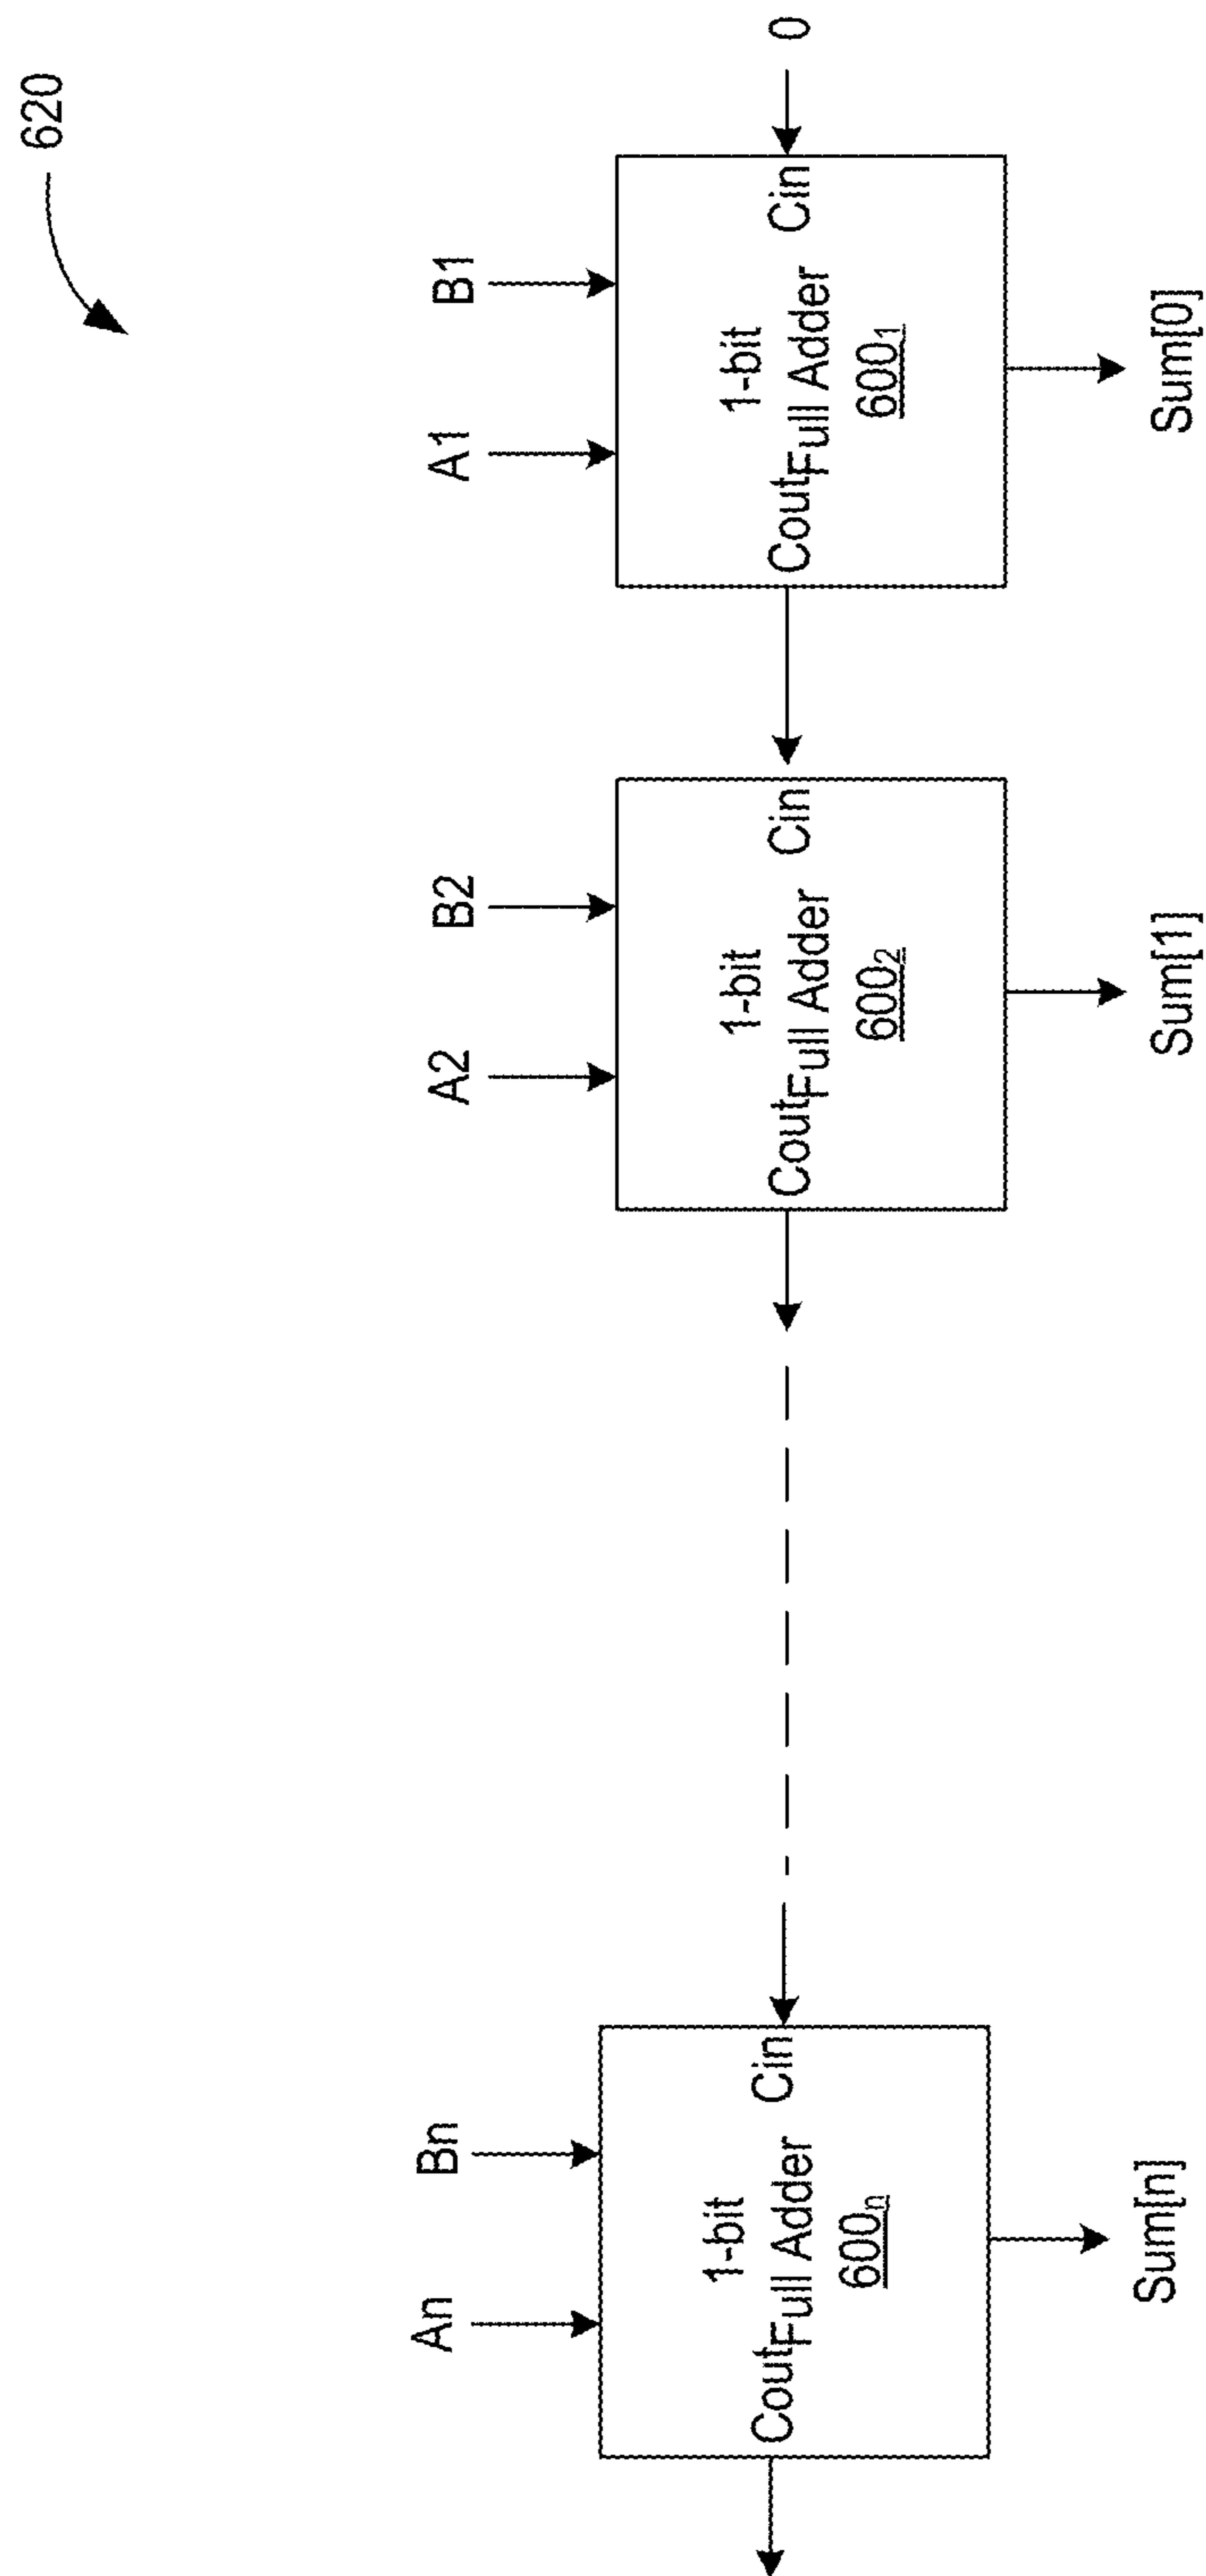 620
An
Bn
A2
B2
A1
B1
1-bit
Cout Full Adder Cin
600n
1-bit
Cout Full Adder Cin
600₂
1-bit
Cout Full Adder Cin
600₁
0
Sum[n]
Sum[1]
Sum[0]